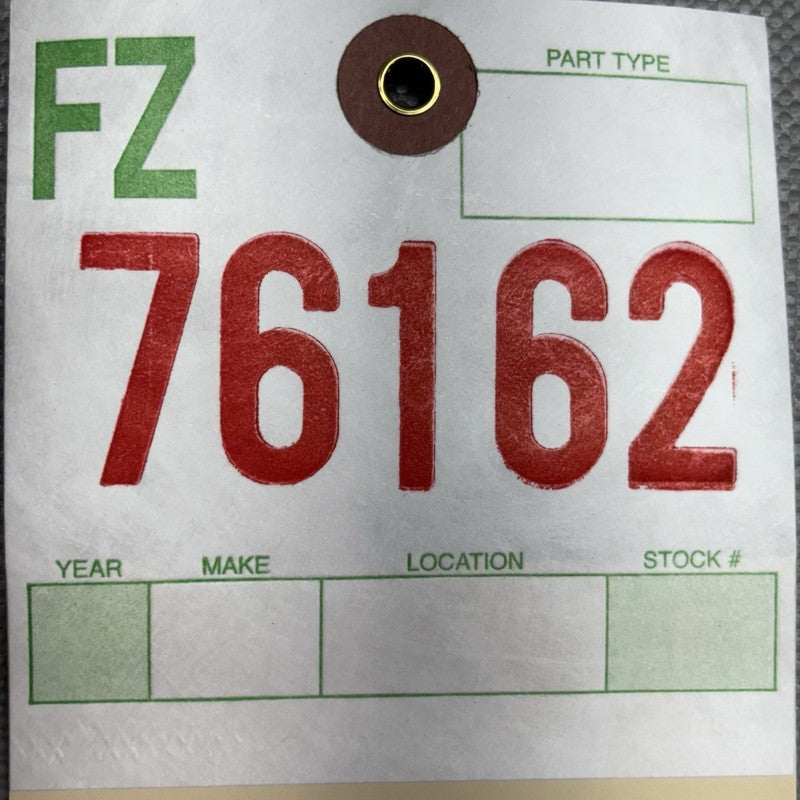 FZ
PART TYPE
76162
YEAR MAKE LOCATION STOCK #